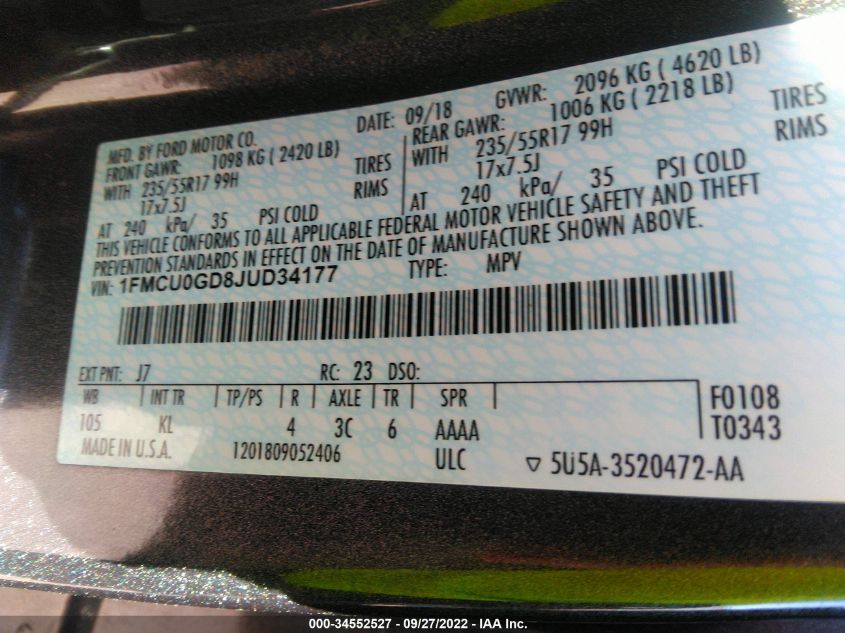 MFD. BY FORD MOTOR CO.
DATE: 09/18 GVWR: 2096 KG ( 4620 LB)
FRONT GAWR: 1098 KG ( 2420 LB)
WITH 235/55R17 99H TIRES
17x7.5J RIMS
AT 240 kPa/ 35 PSI COLD
REAR GAWR: 1006 KG ( 2218 LB)
WITH 235/55R17 99H TIRES
17x7.5J RIMS
AT 240 kPa/ 35 PSI COLD
THIS VEHICLE CONFORMS TO ALL APPLICABLE FEDERAL MOTOR VEHICLE SAFETY AND THEFT
PREVENTION STANDARDS IN EFFECT ON THE DATE OF MANUFACTURE SHOWN ABOVE.
VIN: 1FMCU0GD8JUD34177 TYPE: MPV
EXT PNT: J7 RC: 23 DSO:
WB INT TR TP/PS R AXLE TR SPR F0108
105 KL 4 3C 6 AAAA T0343
MADE IN U.S.A. 1201809052406 ULC ▽ 5U5A-3520472-AA
000-34552527 - 09/27/2022 - IAA Inc.